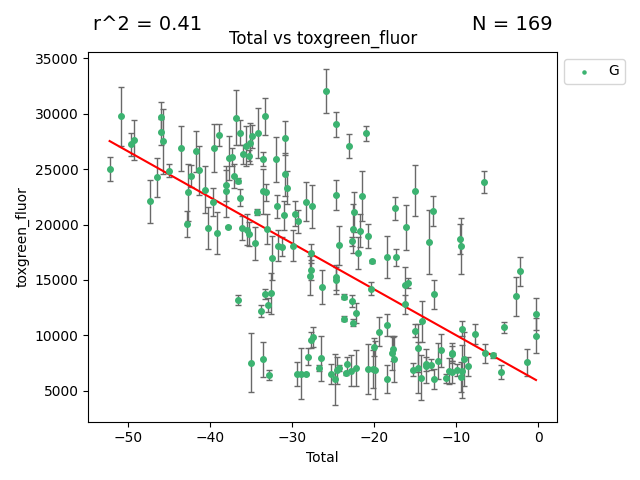 r^2 = 0.41 N = 169
Total vs toxgreen_fluor
G
35000
30000
25000
20000
15000
10000
5000
toxgreen_fluor
−50 −40 −30 −20 −10 0
Total